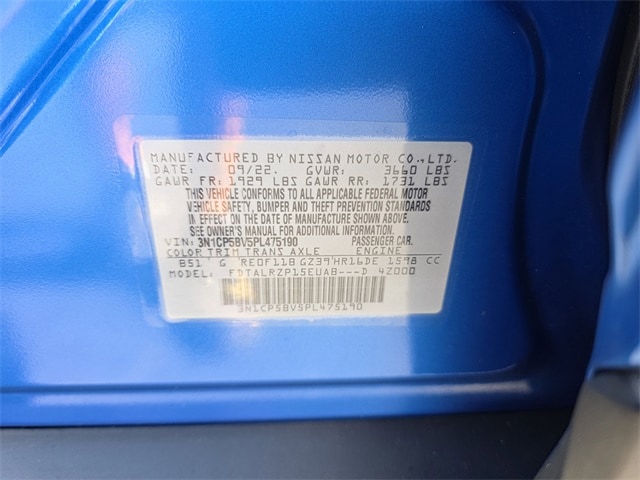 MANUFACTURED BY NISSAN MOTOR CO., LTD.
DATE: 09/22. GVWR: 3660 LBS
GAWR FR: 1929 LBS GAWR RR: 1731 LBS
THIS VEHICLE CONFORMS TO ALL APPLICABLE FEDERAL MOTOR
VEHICLE SAFETY, BUMPER, AND THEFT PREVENTION STANDARDS
IN EFFECT ON THE DATE OF MANUFACTURE SHOWN ABOVE.
SEE OWNER'S MANUAL FOR ADDITIONAL INFORMATION.
VIN: 3N1CP5BV5PL475190 PASSENGER CAR.
COLOR TRIM TRANS AXLE ENGINE
B51 G RE0F11B GZ39 HR16DE 1598 CC
FDTALRZP15EUAB---D 4Z000
3N1CP5BV5PL475190